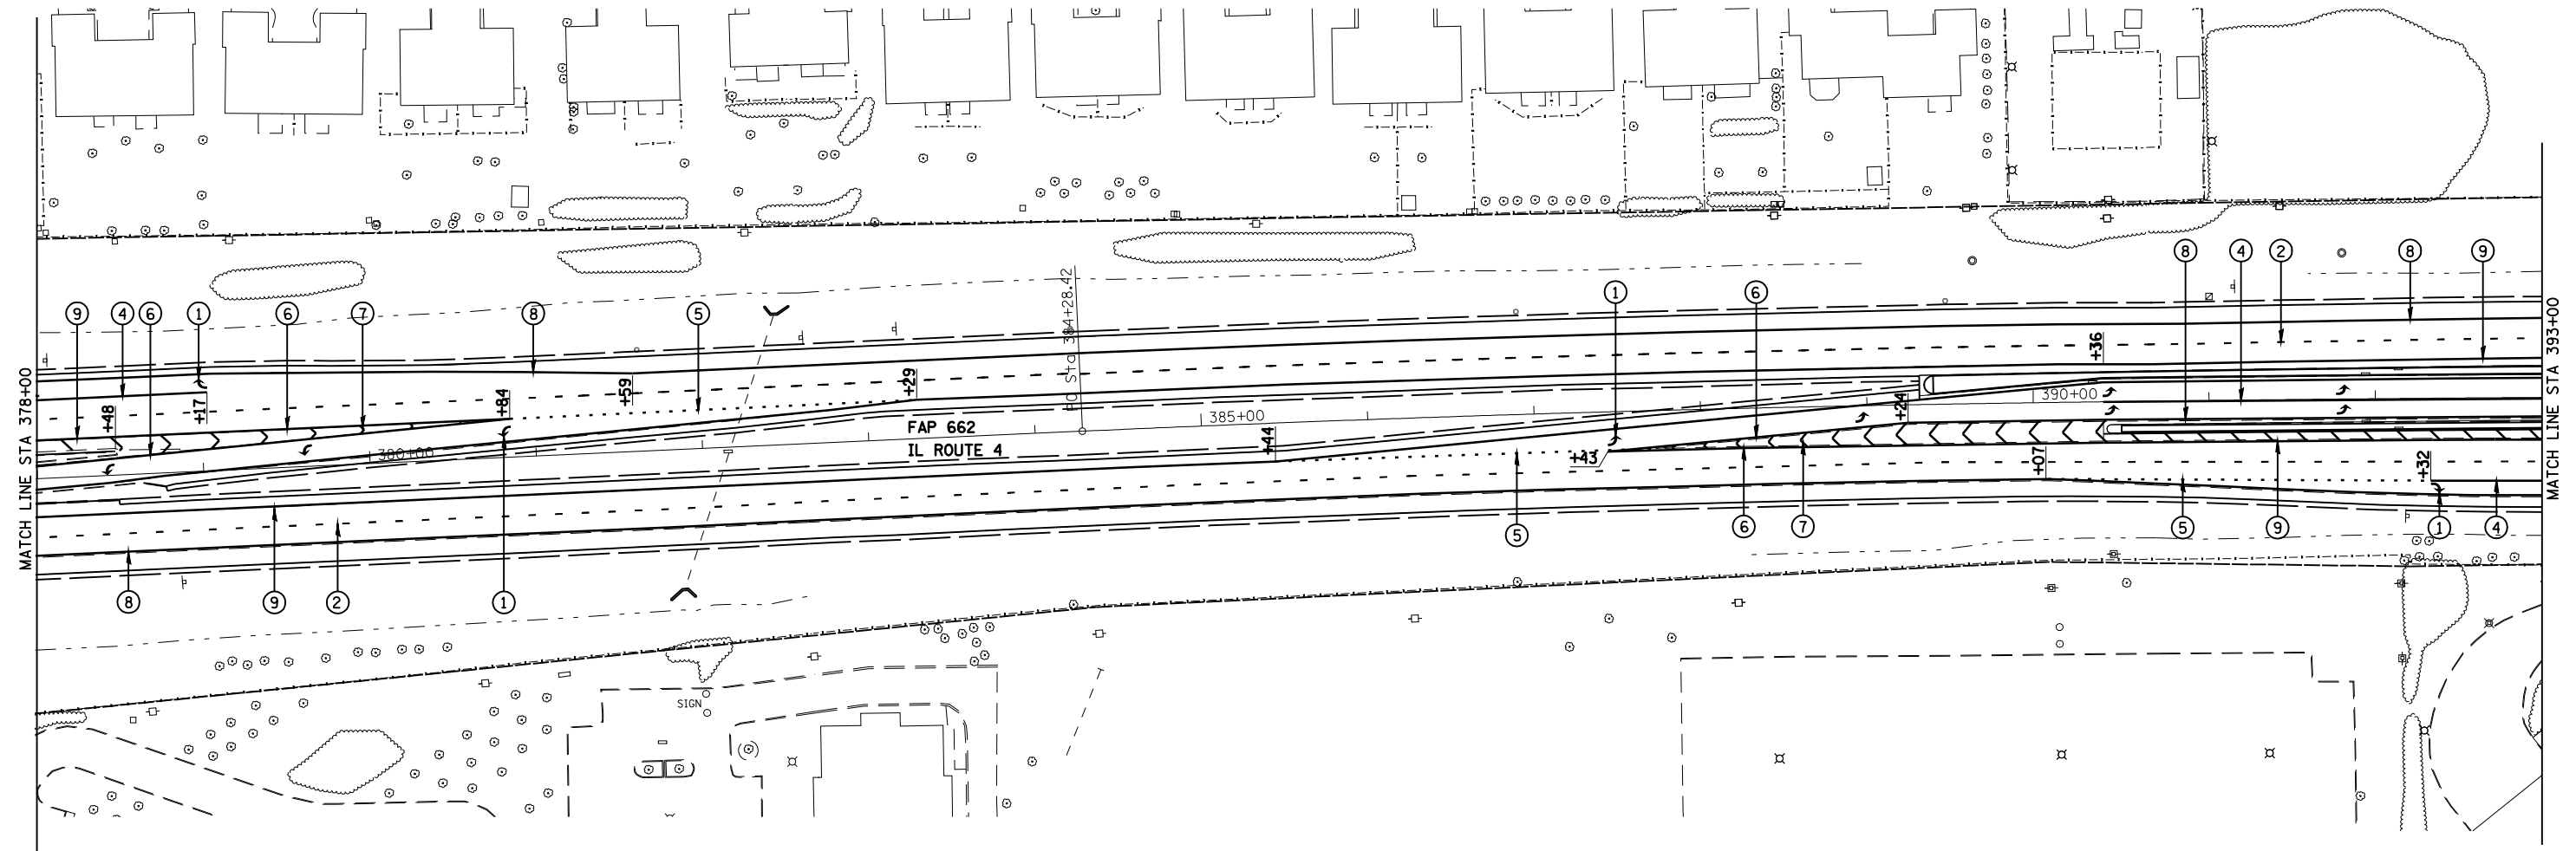 8 4 2 8 9
1 6
9 4 6 1 6 7 8 5
PC Sta 384+28.42
MATCH LINE STA 378+00
MATCH LINE STA 393+00
+48
+17
+84
+59
+29
+36
385+00
390+00
FAP 662
IL ROUTE 4
380+00
+44
+43
+24
+07
+32
5 6 7 5 9 1 4
8 9 2 1
SIGN